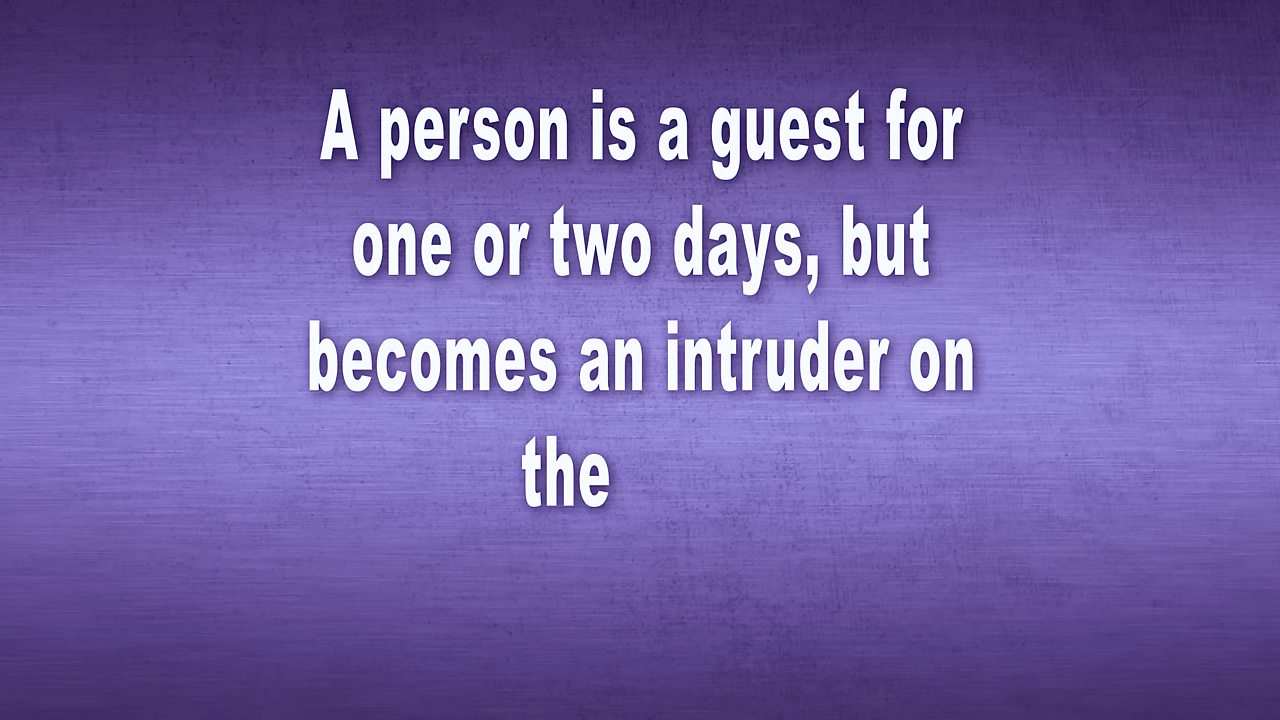 A person is a guest for
one or two days, but
becomes an intruder on
the